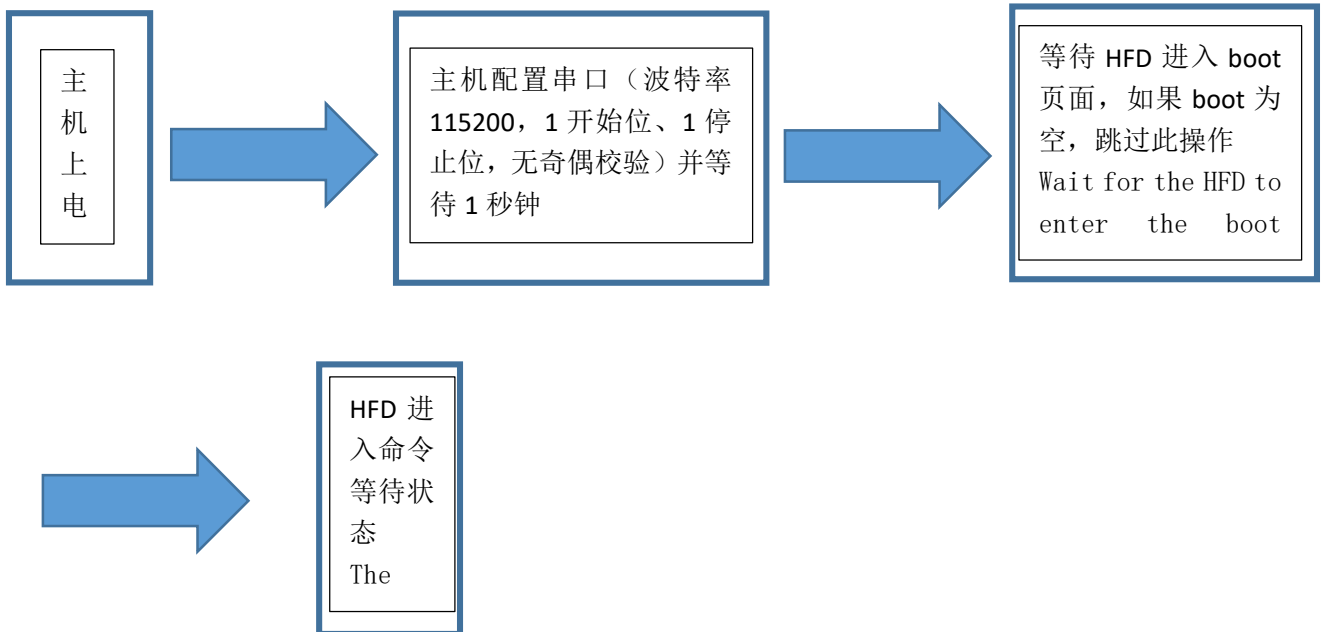 主
机
上
电
主机配置串口（波特率
115200，1 开始位、1 停
止位，无奇偶校验）并等
待 1 秒钟
等待 HFD 进入 boot
页面，如果 boot 为
空，跳过此操作
Wait for the HFD to
enter the boot
HFD 进
入命令
等待状
态
The